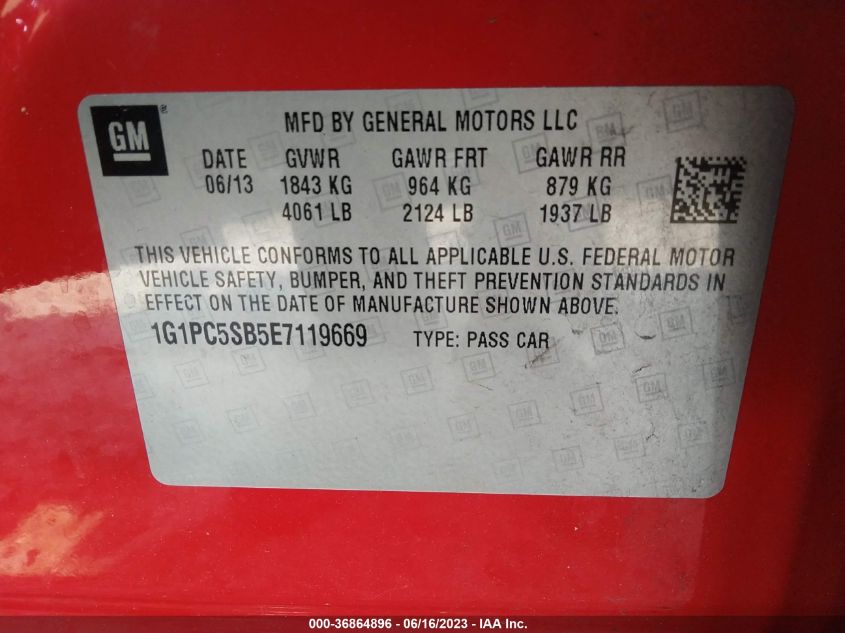 GM
MFD BY GENERAL MOTORS LLC
DATE GVWR GAWR FRT GAWR RR
06/13 1843 KG 964 KG 879 KG
4061 LB 2124 LB 1937 LB
THIS VEHICLE CONFORMS TO ALL APPLICABLE U.S. FEDERAL MOTOR
VEHICLE SAFETY, BUMPER, AND THEFT PREVENTION STANDARDS IN
EFFECT ON THE DATE OF MANUFACTURE SHOWN ABOVE.
1G1PC5SB5E7119669 TYPE: PASS CAR
000-36864896 - 06/16/2023 - IAA Inc.